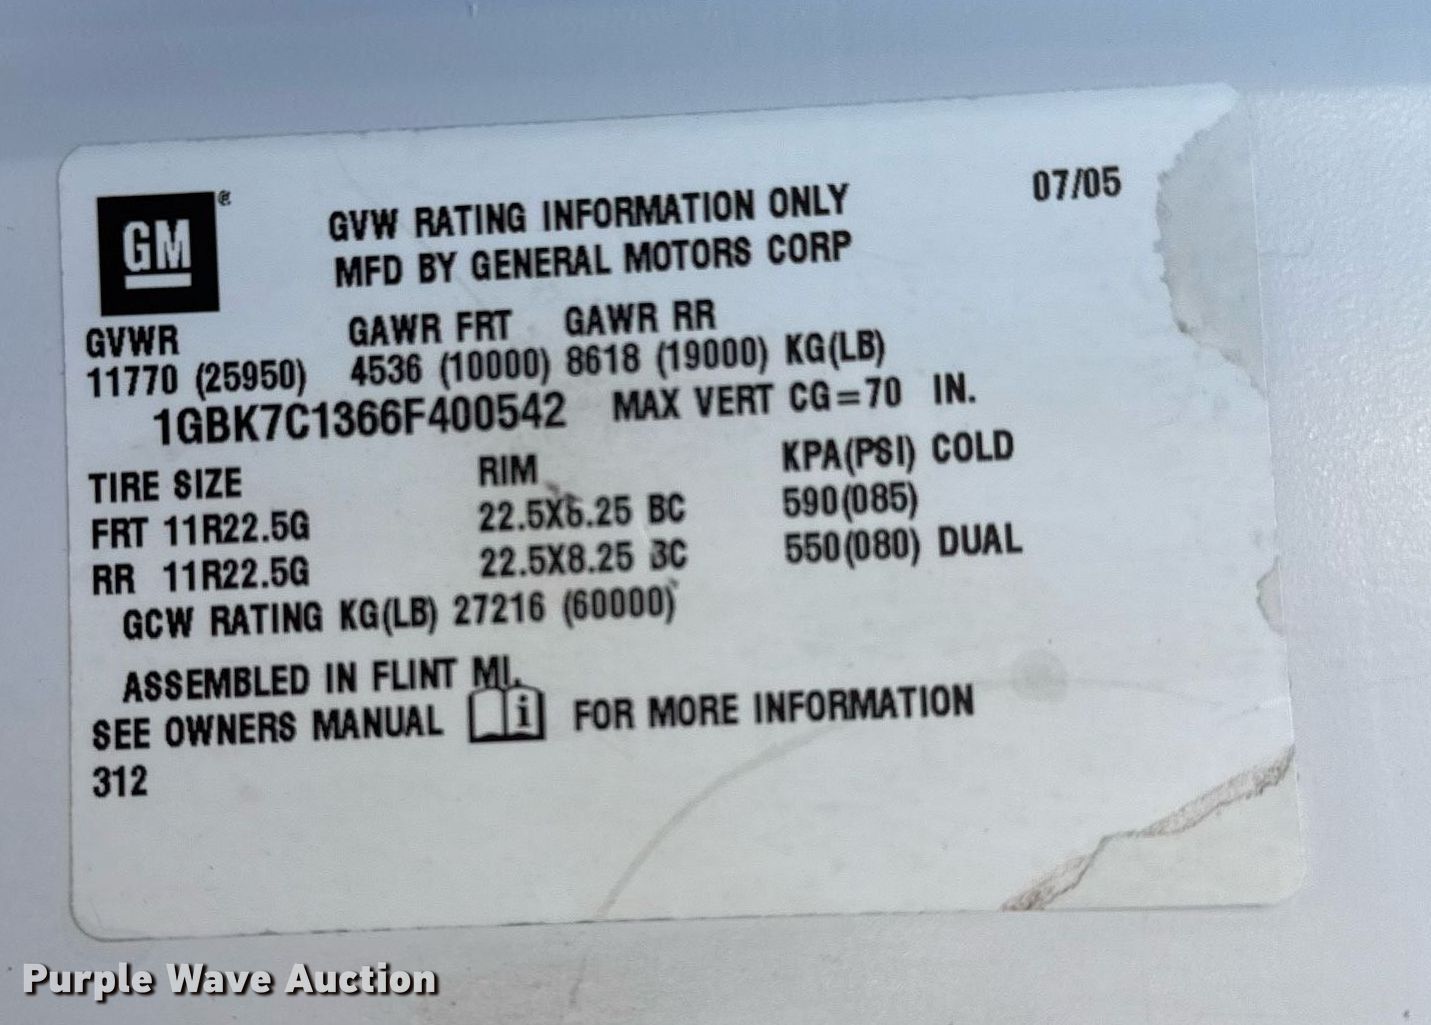 GM®
GVW RATING INFORMATION ONLY
07/05
MFD BY GENERAL MOTORS CORP
GVWR GAWR FRT GAWR RR
11770 (25950) 4536 (10000) 8618 (19000) KG(LB)
1GBK7C1366F400542 MAX VERT CG=70 IN.
TIRE SIZE RIM KPA(PSI) COLD
FRT 11R22.5G 22.5X8.25 BC 590(085)
RR 11R22.5G 22.5X8.25 BC 550(080) DUAL
GCW RATING KG(LB) 27216 (60000)
ASSEMBLED IN FLINT MI.
SEE OWNERS MANUAL i FOR MORE INFORMATION
312
Purple Wave Auction